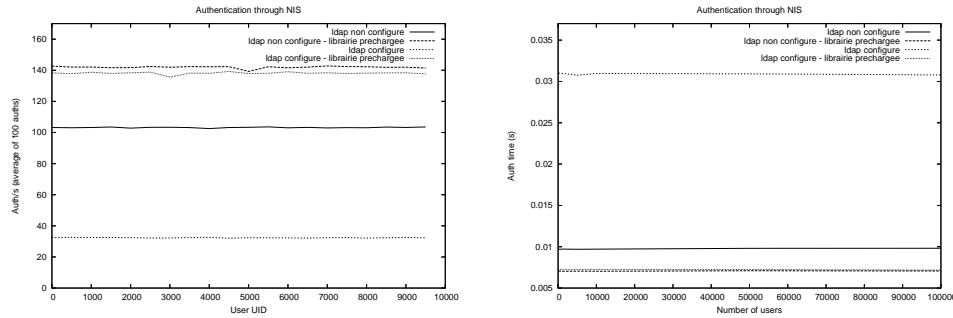 Authentication through NIS
ldap non configure
ldap non configure - librairie prechargee
ldap configure
ldap configure - librairie prechargee
160
140
120
100
80
60
40
20
0
Auth/s (average of 100 auths)
0 1000 2000 3000 4000 5000 6000 7000 8000 9000 10000
User UID
Authentication through NIS
ldap non configure
ldap non configure - librairie prechargee
ldap configure
ldap configure - librairie prechargee
0.035
0.03
0.025
0.02
0.015
0.01
0.005
Auth time (s)
0 10000 20000 30000 40000 50000 60000 70000 80000 90000 100000
Number of users